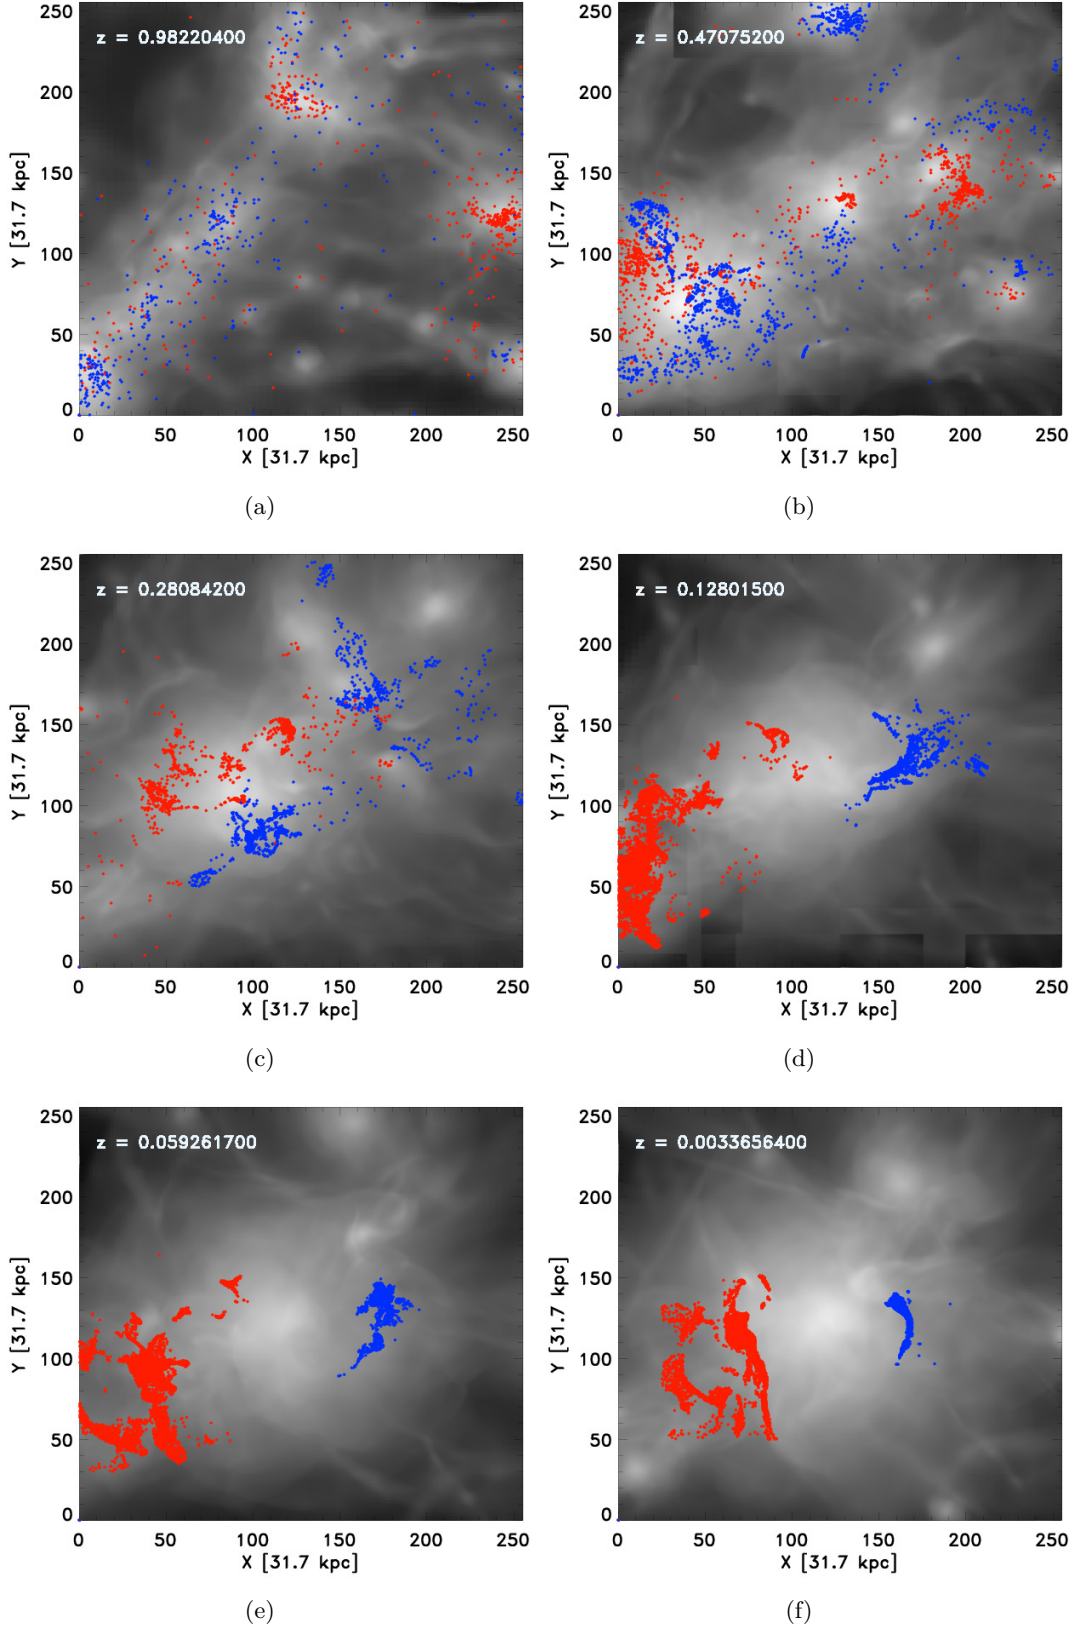 z = 0.98220400
250
200
150
100
50
0
Y [31.7 kpc]
0 50 100 150 200 250
X [31.7 kpc]
(a)
z = 0.47075200
250
200
150
100
50
0
Y [31.7 kpc]
0 50 100 150 200 250
X [31.7 kpc]
(b)
z = 0.28084200
250
200
150
100
50
0
Y [31.7 kpc]
0 50 100 150 200 250
X [31.7 kpc]
(c)
z = 0.12801500
250
200
150
100
50
0
Y [31.7 kpc]
0 50 100 150 200 250
X [31.7 kpc]
(d)
z = 0.059261700
250
200
150
100
50
0
Y [31.7 kpc]
0 50 100 150 200 250
X [31.7 kpc]
(e)
z = 0.0033656400
250
200
150
100
50
0
Y [31.7 kpc]
0 50 100 150 200 250
X [31.7 kpc]
(f)